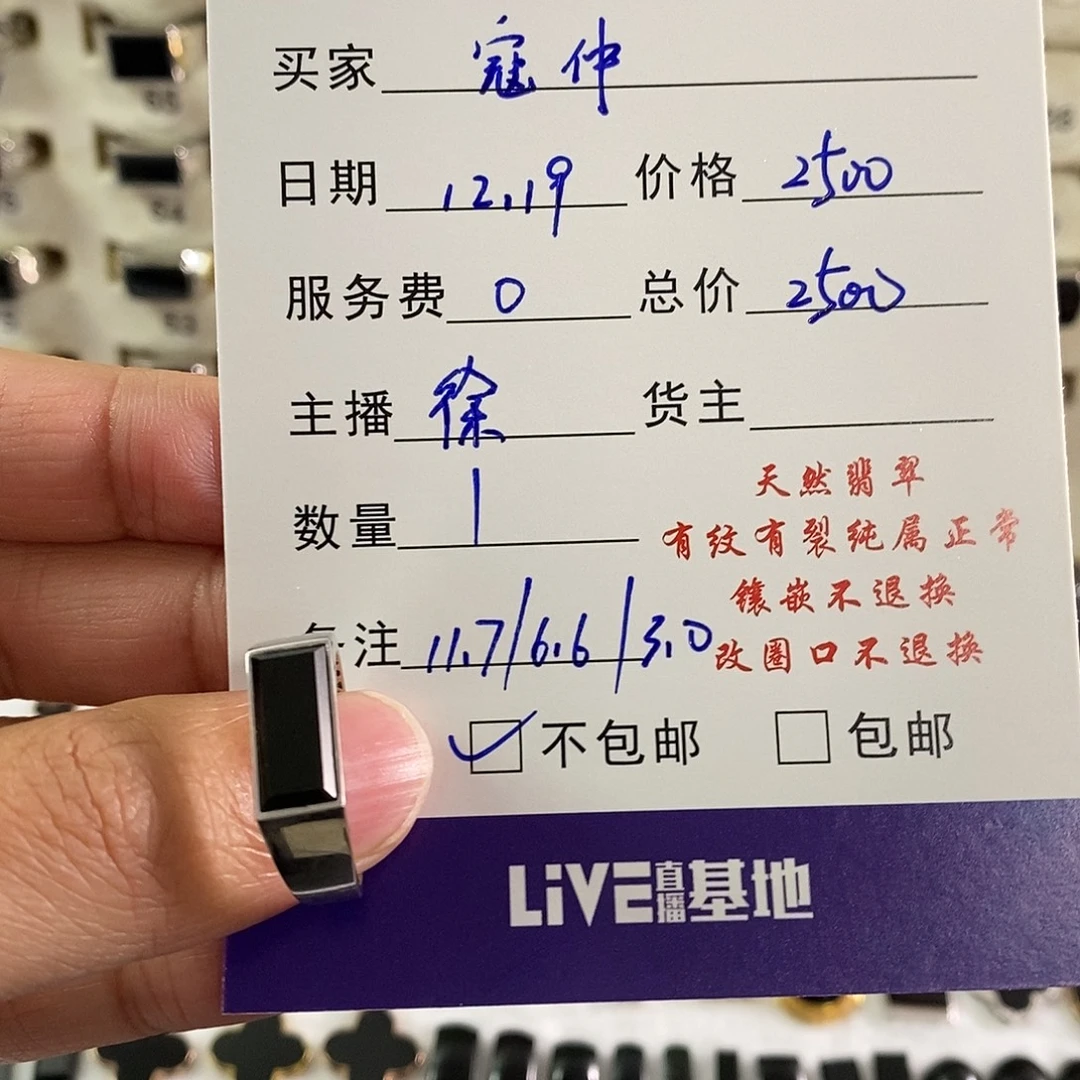 买家 寇仲
日期 12.19 价格 2500
服务费 0 总价 2500
主播 徐 货主
数量 1
天然翡翠
有纹有裂纯属正常
镶嵌不退换
备注 11.7/6.6/3.0
改圈口不退换
不包邮 包邮
LiVE直播基地